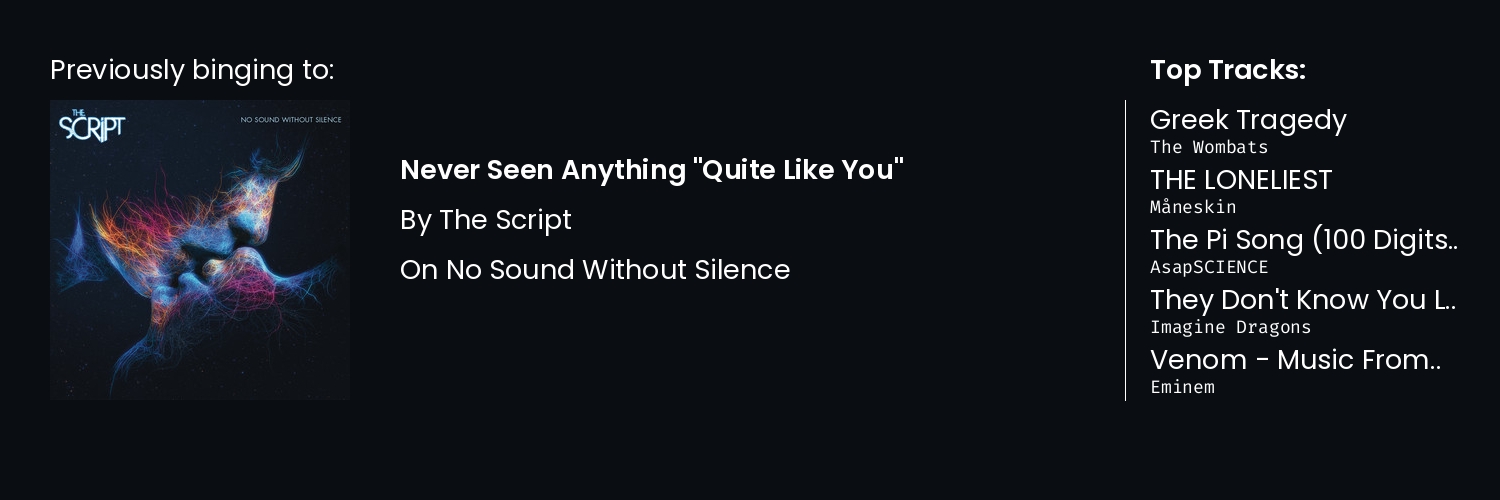 Previously binging to:
THE
SCRIPT
NO SOUND WITHOUT SILENCE
Never Seen Anything "Quite Like You"
By The Script
On No Sound Without Silence
Top Tracks:
Greek Tragedy
The Wombats
THE LONELIEST
Måneskin
The Pi Song (100 Digits..
AsapSCIENCE
They Don't Know You L..
Imagine Dragons
Venom - Music From..
Eminem